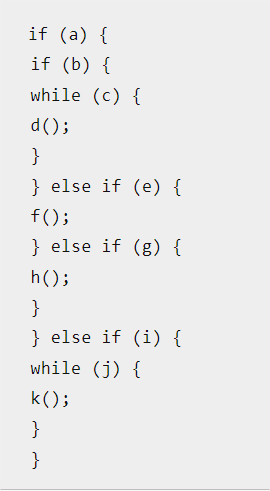 if (a) {
if (b) {
while (c) {
d();
}
} else if (e) {
f();
} else if (g) {
h();
}
} else if (i) {
while (j) {
k();
}
}